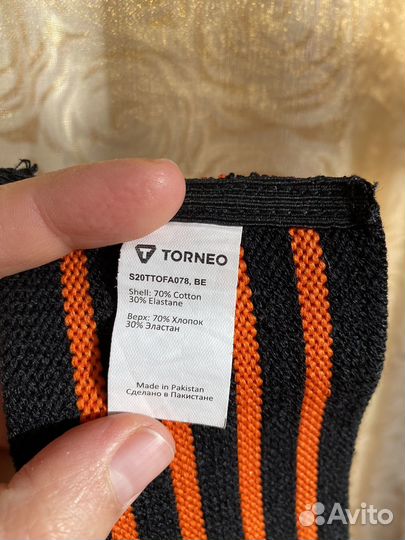 TORNEO
S20TTOFA078, BE
Shell: 70% Cotton
30% Elastane
Верх: 70% Хлопок
30% Эластан
Made in Pakistan
Сделано в Пакистане
Avito